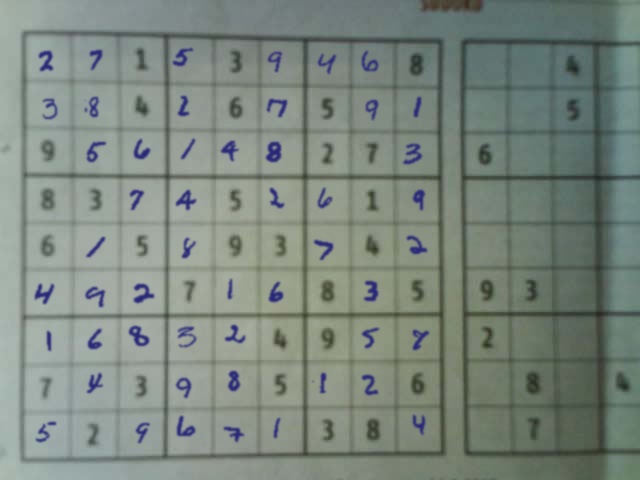 SUDOKU
2 7 1 5 3 9 4 6 8 4
3 8 4 2 6 7 5 9 1 5
9 5 6 1 4 8 2 7 3 6
8 3 7 4 5 2 6 1 9
6 1 5 8 9 3 7 4 2
4 9 2 7 1 6 8 3 5 9 3
1 6 8 3 2 4 9 5 7 2
7 4 3 9 8 5 1 2 6 8 4
5 2 9 6 7 1 3 8 4 7